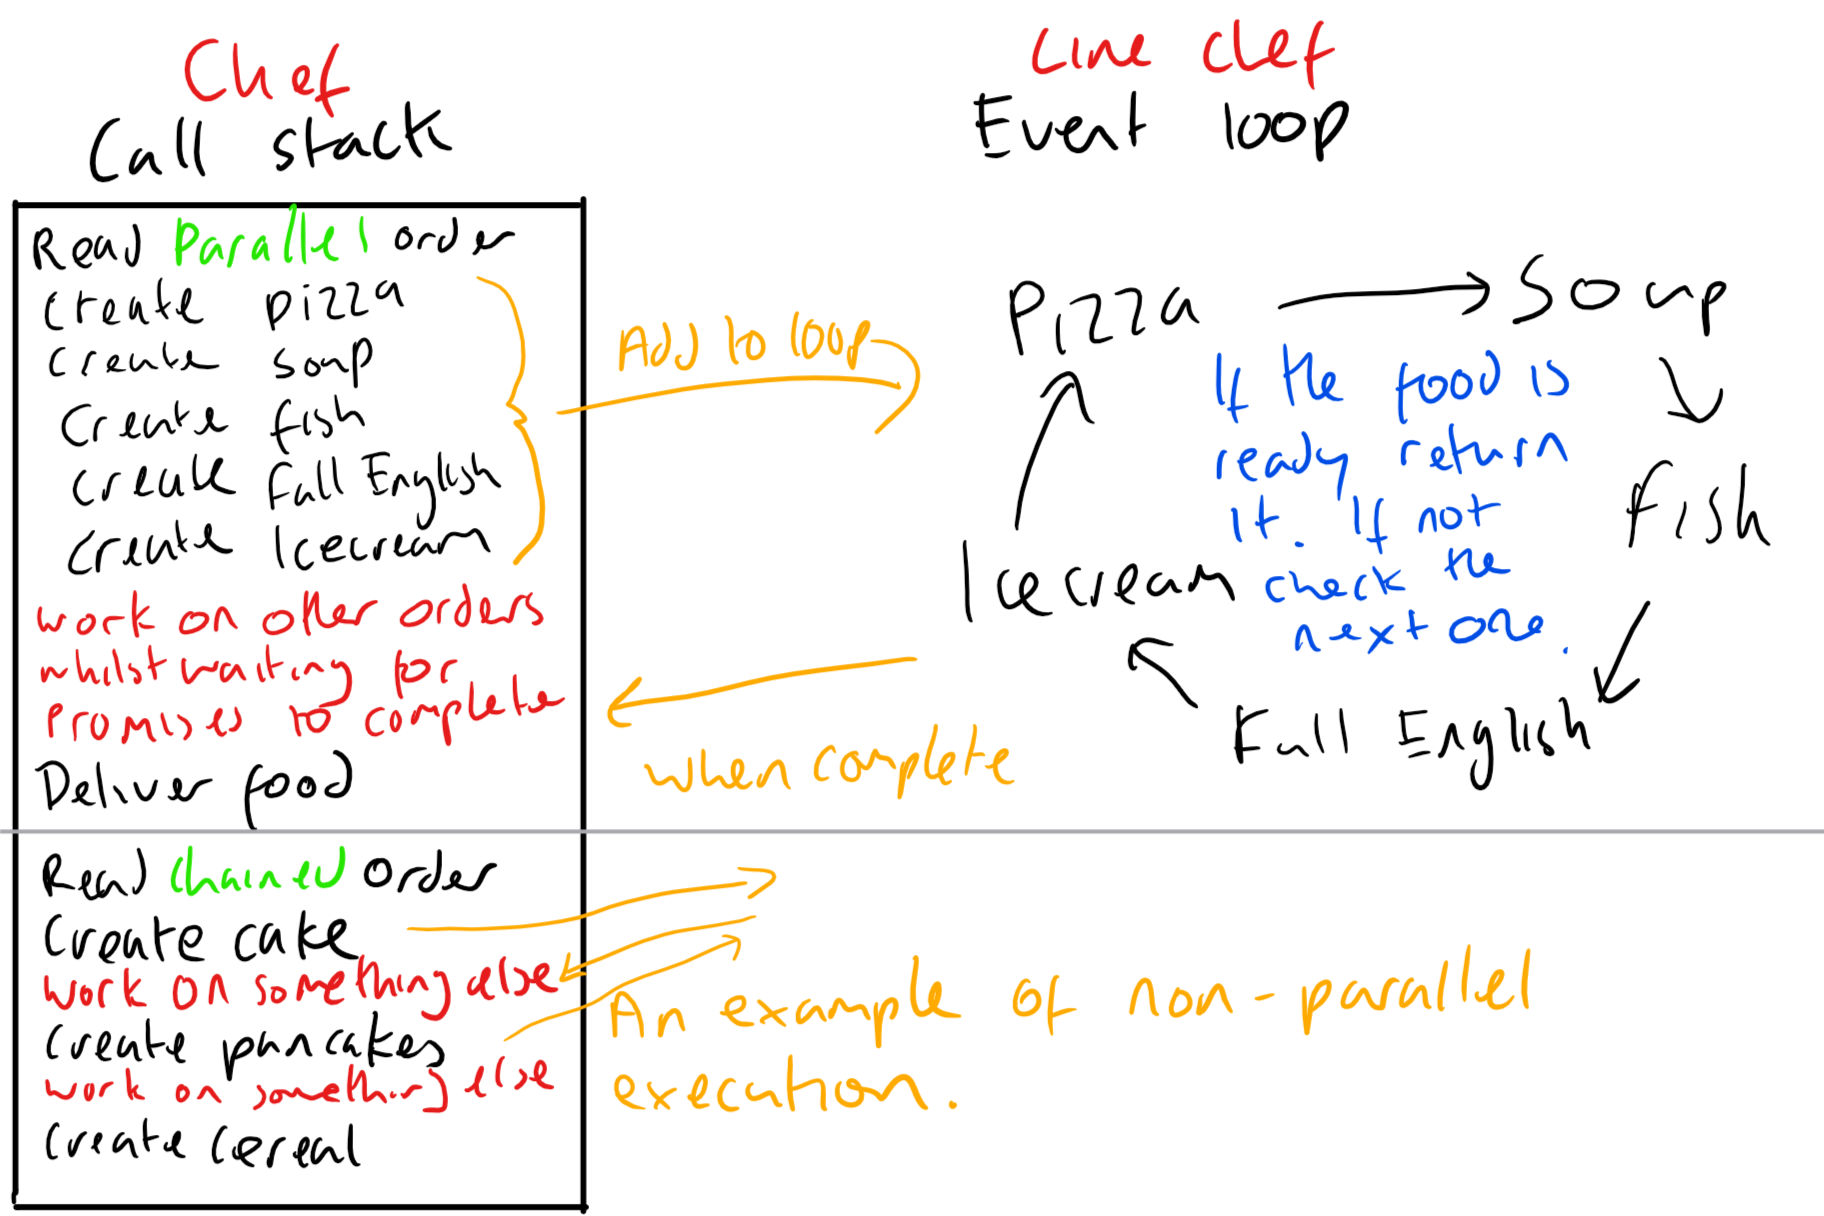 Chef
Call stack
Read Parallel order
Create pizza
Create soup
Create fish
Create Full English
Create Icecream
work on other orders
whilst waiting for
Promises to complete
Deliver food
Read chained order
Create cake
work on something else
Create pancakes
work on something else
Create cereal
Add to loop
when complete
Line chef
Event loop
Pizza
Soup
Fish
Full English
Icecream
If the food is
ready return
it. If not
check the
next one.
An example of non-parallel
execution.